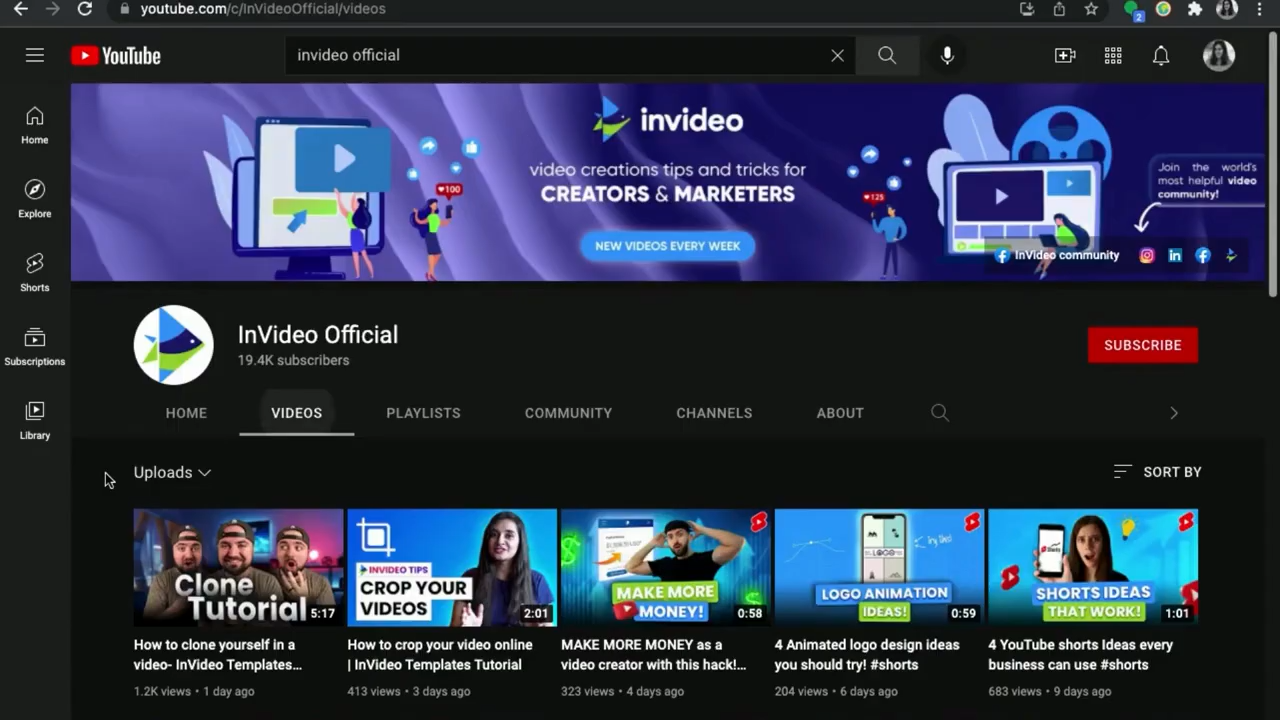 youtube.com/c/InVideoOfficial/videos
2
YouTube
invideo official
Home
Explore
Shorts
Subscriptions
Library
invideo
video creations tips and tricks for
CREATORS & MARKETERS
NEW VIDEOS EVERY WEEK
100
125
Join the world's
most helpful video
community!
InVideo community
InVideo Official
19.4K subscribers
SUBSCRIBE
HOME
VIDEOS
PLAYLISTS
COMMUNITY
CHANNELS
ABOUT
Uploads
SORT BY
Clone
Tutorial
5:17
How to clone yourself in a
video- InVideo Templates...
1.2K views • 1 day ago
INVIDEO TIPS
CROP YOUR
VIDEOS
2:01
How to crop your video online
| InVideo Templates Tutorial
413 views • 3 days ago
MAKE MORE
MONEY!
0:58
MAKE MORE MONEY as a
video creator with this hack!...
323 views • 4 days ago
LOGO ANIMATION
IDEAS!
0:59
4 Animated logo design ideas
you should try! #shorts
204 views • 6 days ago
SHORTS IDEAS
THAT WORK!
1:01
4 YouTube shorts Ideas every
business can use #shorts
683 views • 9 days ago